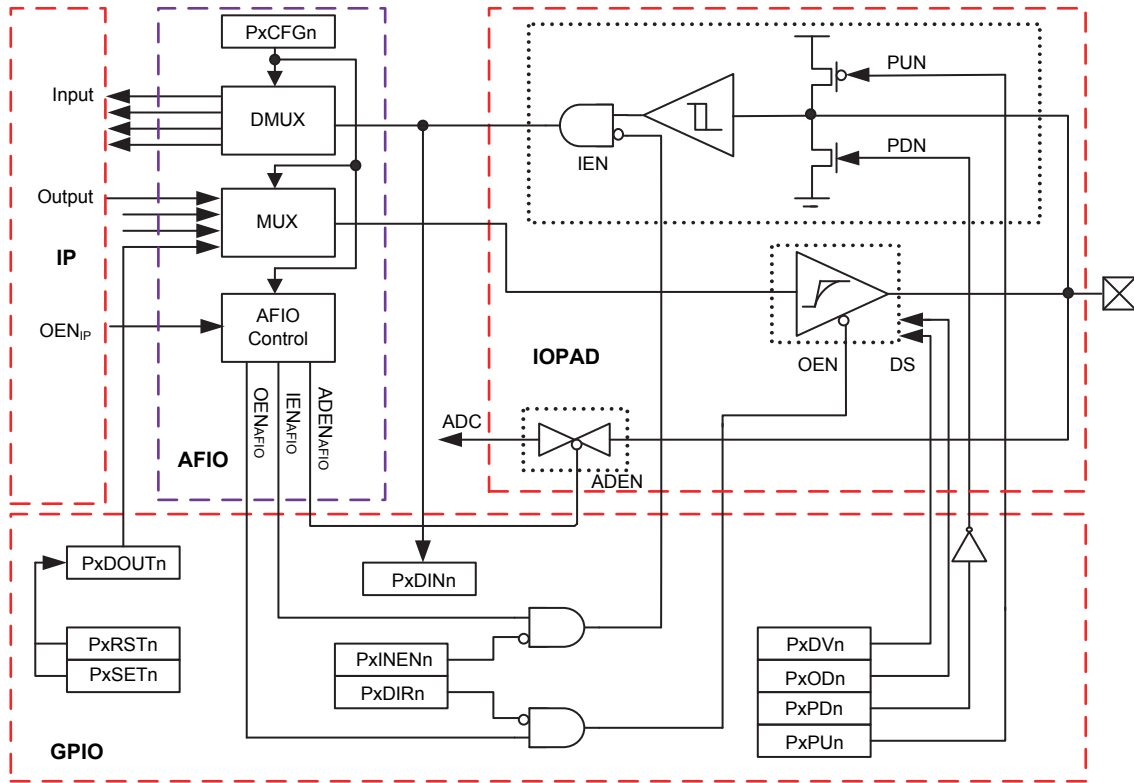 PxCFGn
PUN
Input
DMUX
IEN
PDN
Output
MUX
IP
AFIO
Control
OENIP
IOPAD
OEN
DS
OENAFIO
IENAFIO
ADENAFIO
ADC
AFIO
ADEN
PxDOUTn
PxDINn
PxRSTn
PxSETn
PxINENn
PxDIRn
PxDVn
PxODn
PxPDn
PxPUn
GPIO